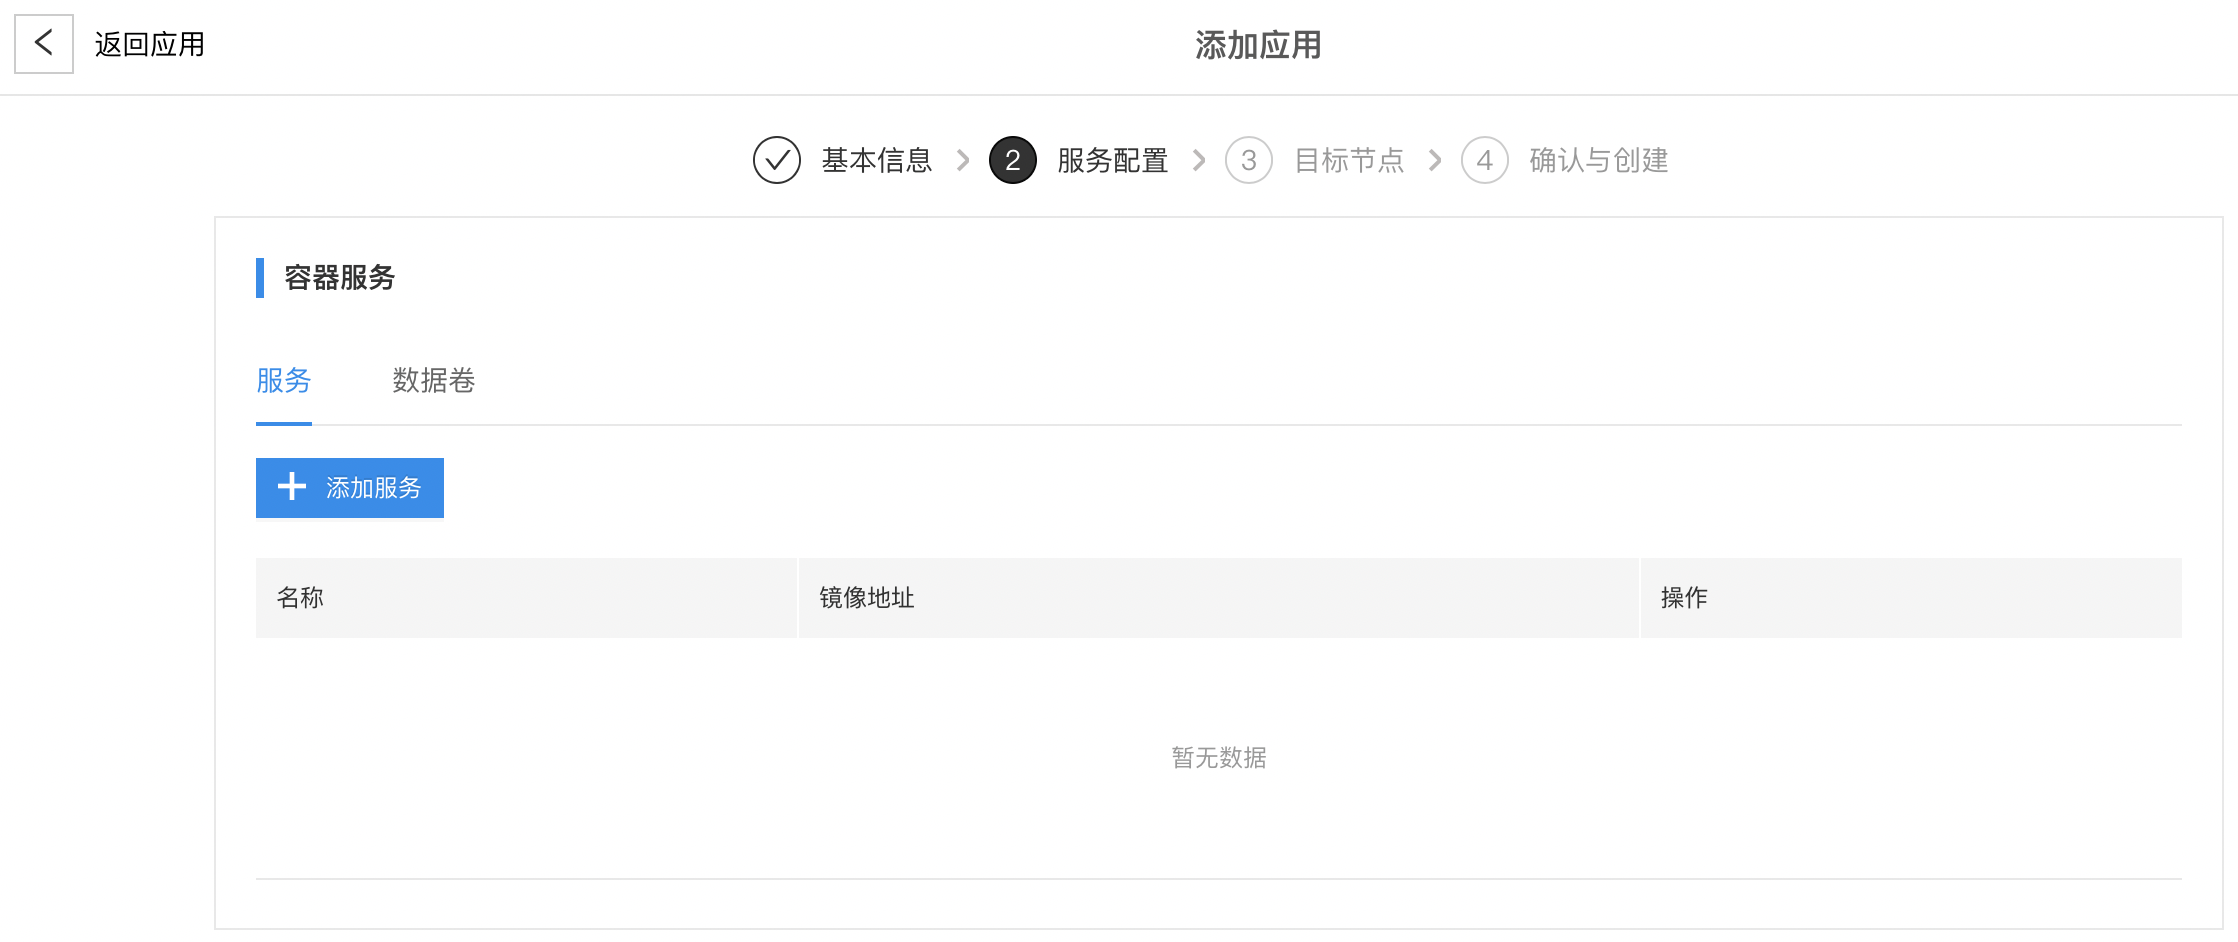 返回应用
添加应用
基本信息 2 服务配置 3 目标节点 4 确认与创建
容器服务
服务 数据卷
添加服务
名称 镜像地址 操作
暂无数据